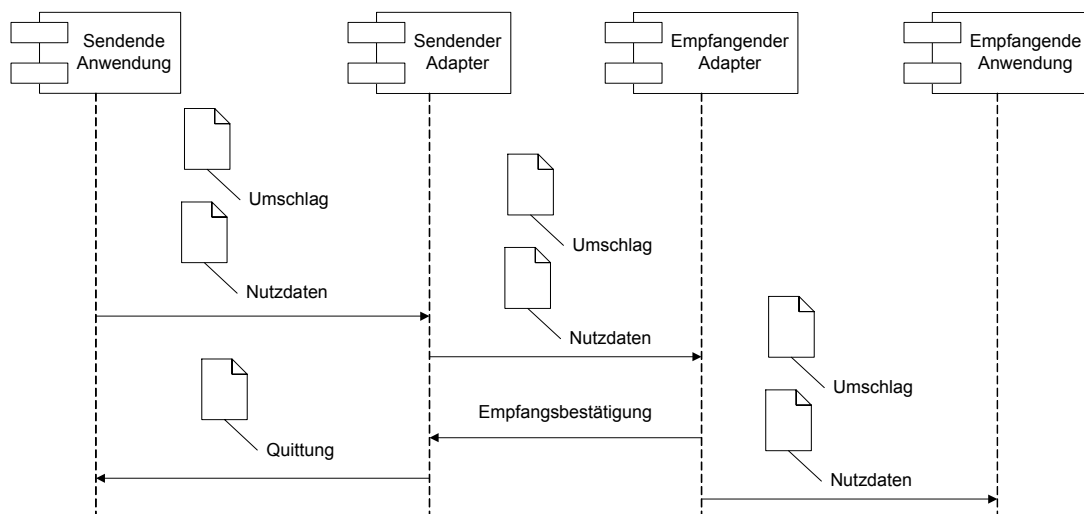 Sendende
Anwendung
Sendender
Adapter
Empfangender
Adapter
Empfangende
Anwendung
Umschlag
Nutzdaten
Umschlag
Nutzdaten
Quittung
Empfangsbestätigung
Umschlag
Nutzdaten